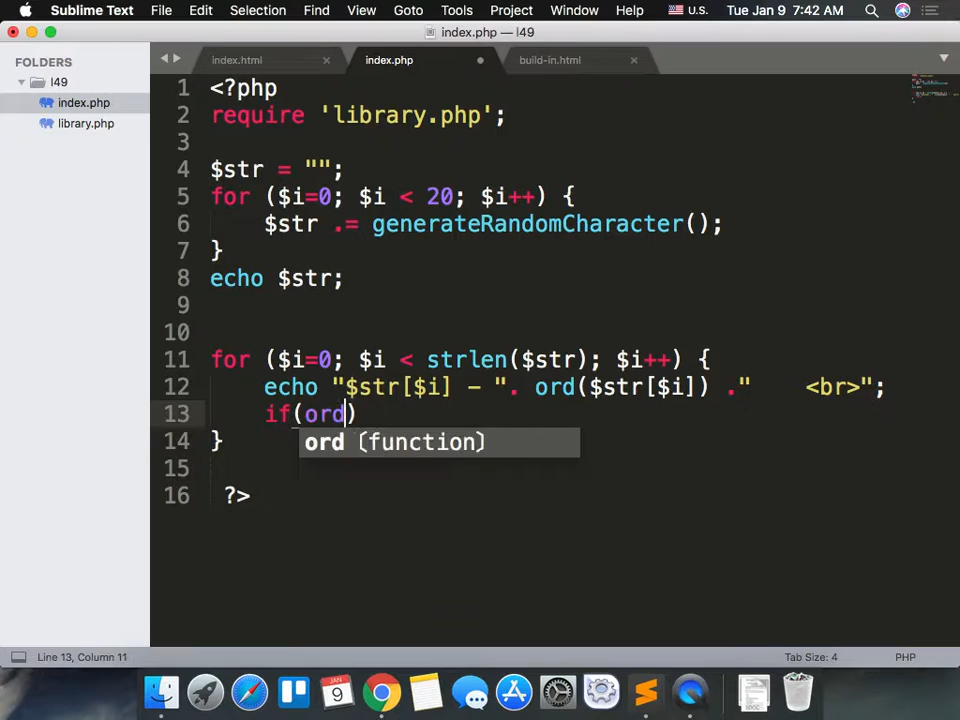 Sublime Text File Edit Selection Find View Goto Tools Project Window Help U.S. Tue Jan 9 7:42 AM
index.php — l49
FOLDERS
l49
index.php
library.php
index.html
index.php
build-in.html
1 <?php
2 require 'library.php';
3
4 $str = "";
5 for ($i=0; $i < 20; $i++) {
6 $str .= generateRandomCharacter();
7 }
8 echo $str;
9
10
11 for ($i=0; $i < strlen($str); $i++) {
12 echo "$str[$i] - ". ord($str[$i]) ." <br>";
13 if(ord)
ord (function)
14 }
15
16 ?>
Line 13, Column 11 Tab Size: 4 PHP
JAN
9